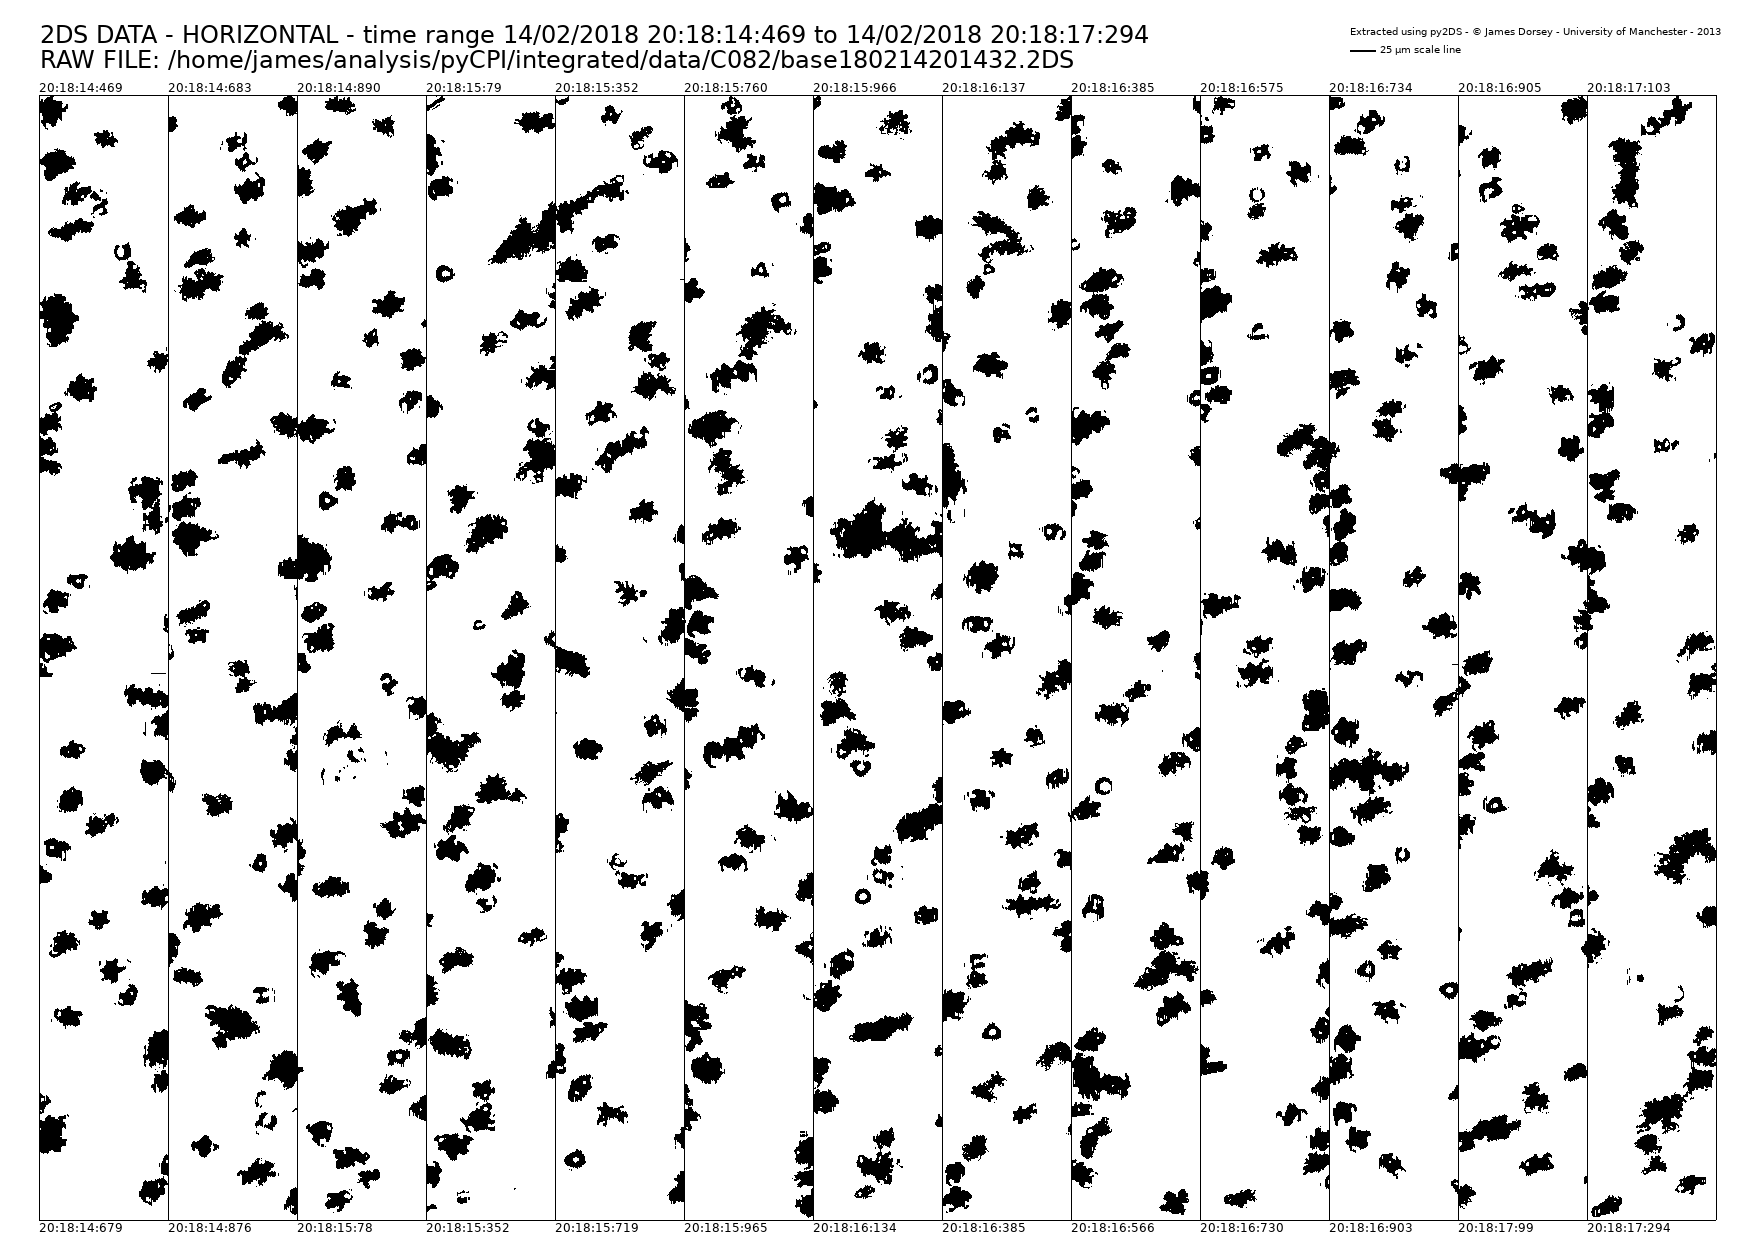 2DS DATA - HORIZONTAL - time range 14/02/2018 20:18:14:469 to 14/02/2018 20:18:17:294
RAW FILE: /home/james/analysis/pyCPI/integrated/data/C082/base180214201432.2DS
Extracted using py2DS - © James Dorsey - University of Manchester - 2013
25 µm scale line
20:18:14:469 20:18:14:683 20:18:14:890 20:18:15:79 20:18:15:352 20:18:15:760 20:18:15:966 20:18:16:137 20:18:16:385 20:18:16:575 20:18:16:734 20:18:16:905 20:18:17:103
20:18:14:679 20:18:14:876 20:18:15:78 20:18:15:352 20:18:15:719 20:18:15:965 20:18:16:134 20:18:16:385 20:18:16:566 20:18:16:730 20:18:16:903 20:18:17:99 20:18:17:294